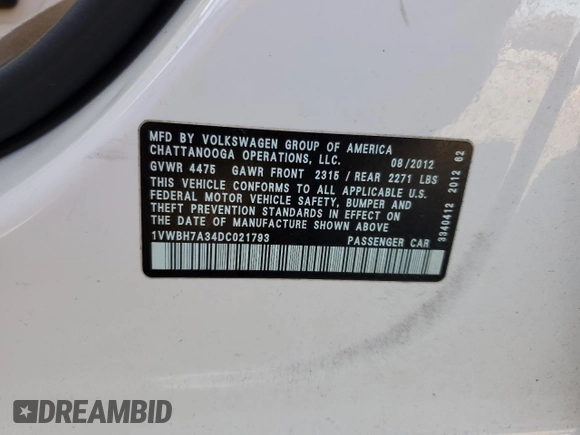 MFD BY VOLKSWAGEN GROUP OF AMERICA
CHATTANOOGA OPERATIONS, LLC. 08/2012
GVWR 4475 GAWR FRONT 2315 / REAR 2271 LBS
THIS VEHICLE CONFORMS TO ALL APPLICABLE U.S.
FEDERAL MOTOR VEHICLE SAFETY, BUMPER AND
THEFT PREVENTION STANDARDS IN EFFECT ON
THE DATE OF MANUFACTURE SHOWN ABOVE
1VWBH7A34DC021793 PASSENGER CAR
3340412 2012 62
DREAMBID